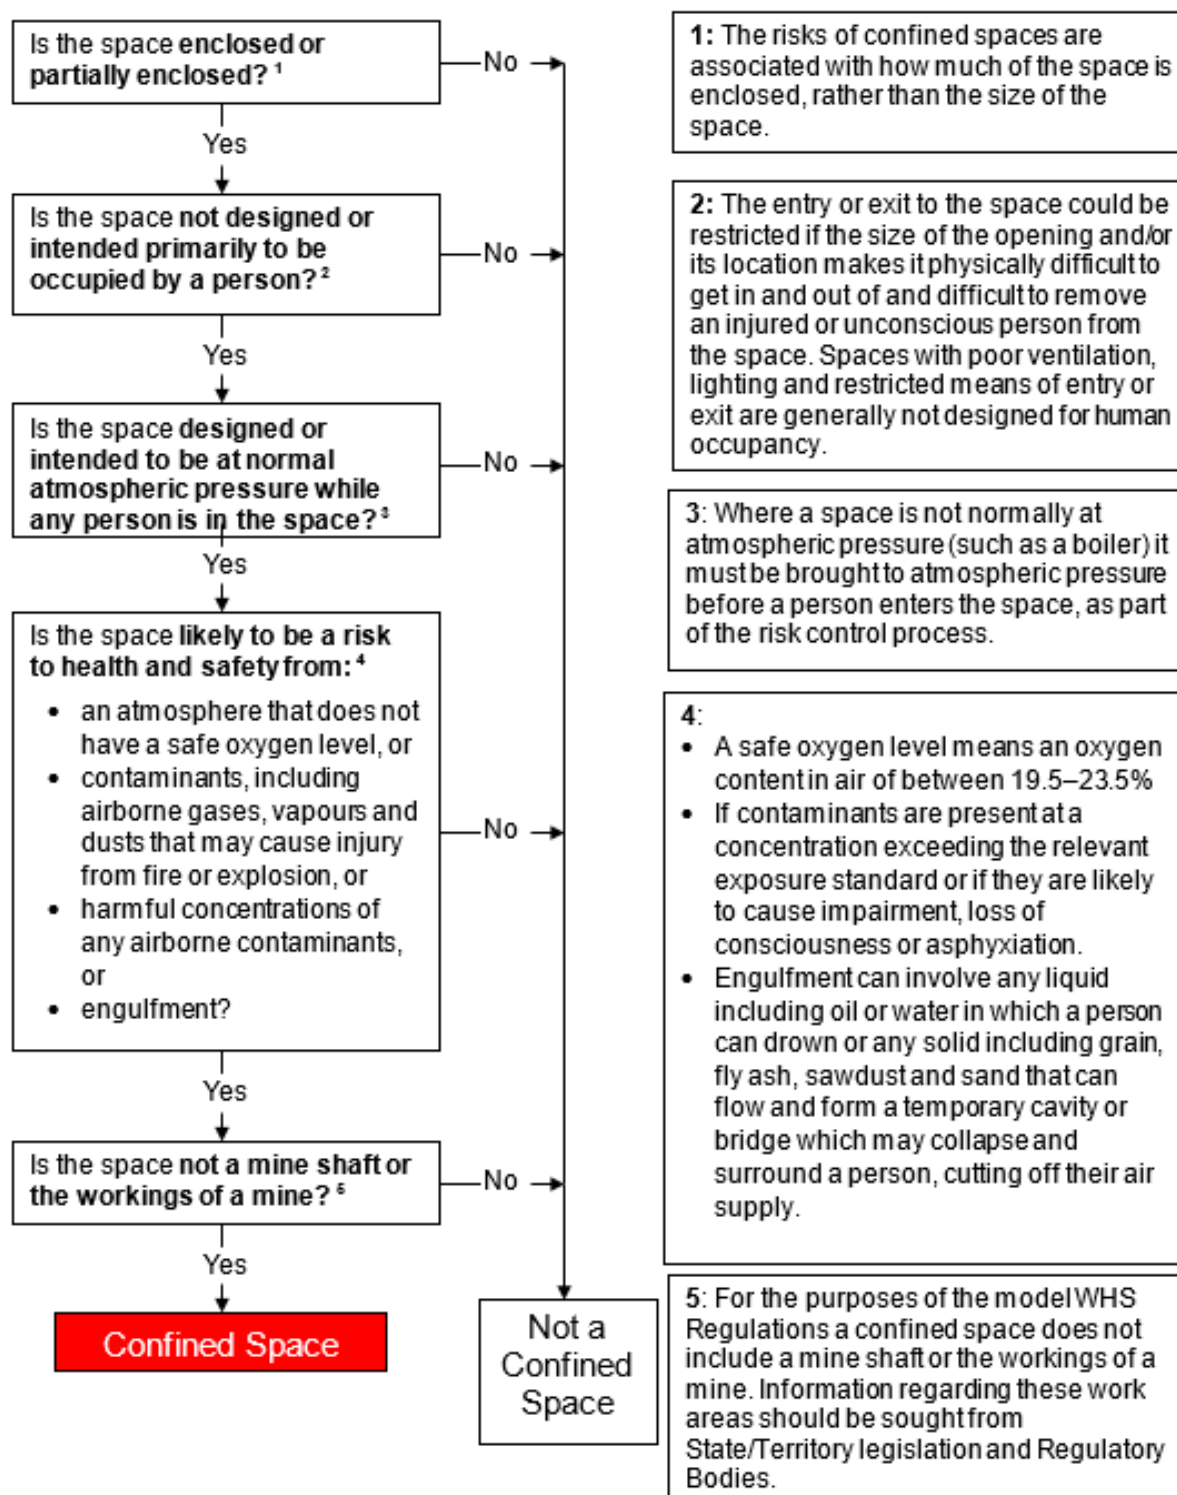 Is the space enclosed or
partially enclosed? 1
No
Yes
Is the space not designed or
intended primarily to be
occupied by a person? 2
No
Yes
Is the space designed or
intended to be at normal
atmospheric pressure while
any person is in the space? 3
No
Yes
Is the space likely to be a risk
to health and safety from: 4
• an atmosphere that does not
have a safe oxygen level, or
• contaminants, including
airborne gases, vapours and
dusts that may cause injury
from fire or explosion, or
• harmful concentrations of
any airborne contaminants,
or
• engulfment?
No
Yes
Is the space not a mine shaft or
the workings of a mine? 5
No
Yes
Confined Space
Not a
Confined
Space
1: The risks of confined spaces are
associated with how much of the space is
enclosed, rather than the size of the
space.
2: The entry or exit to the space could be
restricted if the size of the opening and/or
its location makes it physically difficult to
get in and out of and difficult to remove
an injured or unconscious person from
the space. Spaces with poor ventilation,
lighting and restricted means of entry or
exit are generally not designed for human
occupancy.
3: Where a space is not normally at
atmospheric pressure (such as a boiler) it
must be brought to atmospheric pressure
before a person enters the space, as part
of the risk control process.
4:
• A safe oxygen level means an oxygen
content in air of between 19.5–23.5%
• If contaminants are present at a
concentration exceeding the relevant
exposure standard or if they are likely
to cause impairment, loss of
consciousness or asphyxiation.
• Engulfment can involve any liquid
including oil or water in which a person
can drown or any solid including grain,
fly ash, sawdust and sand that can
flow and form a temporary cavity or
bridge which may collapse and
surround a person, cutting off their air
supply.
5: For the purposes of the model WHS
Regulations a confined space does not
include a mine shaft or the workings of a
mine. Information regarding these work
areas should be sought from
State/Territory legislation and Regulatory
Bodies.